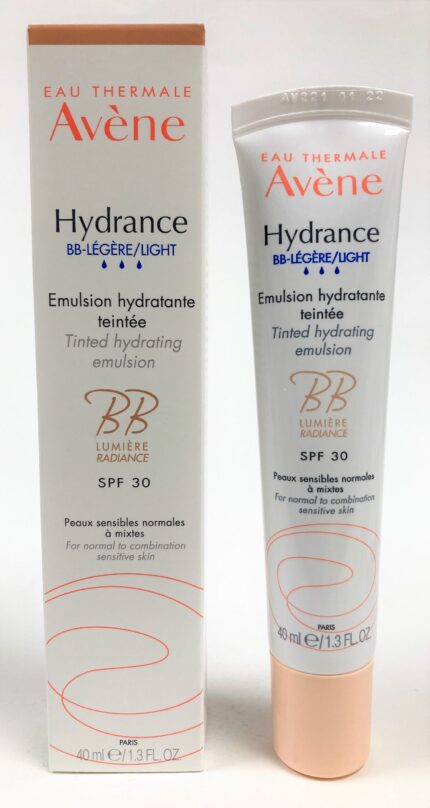 EAU THERMALE
Avène
Hydrance
BB-LÉGÈRE/LIGHT
Emulsion hydratante
teintée
Tinted hydrating
emulsion
BB
LUMIÈRE
RADIANCE
SPF 30
Peaux sensibles normales
à mixtes
For normal to combination
sensitive skin
PARIS
40 ml ℮/1.3 FL.OZ.
AV221 01 22
EAU THERMALE
Avène
Hydrance
BB-LÉGÈRE/LIGHT
Emulsion hydratante
teintée
Tinted hydrating
emulsion
BB
LUMIÈRE
RADIANCE
SPF 30
Peaux sensibles normales
à mixtes
For normal to combination
sensitive skin
PARIS
40 ml ℮/1.3 FL.OZ.